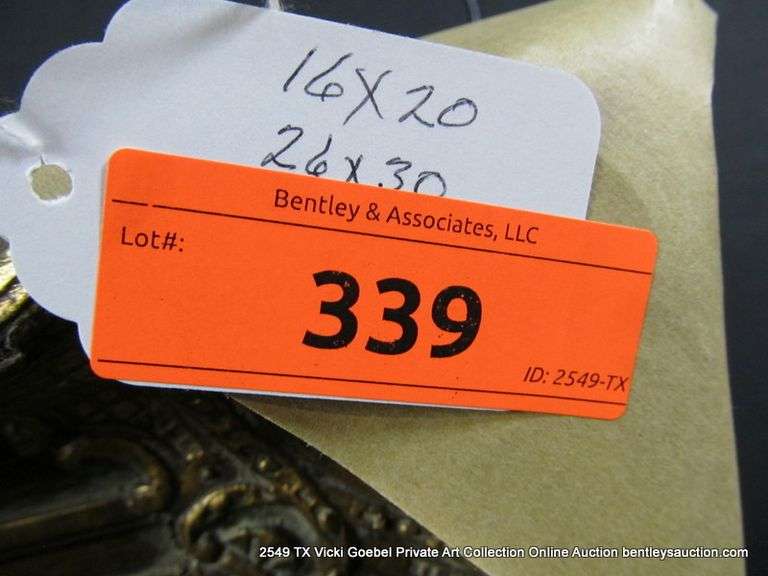 16X20
26X30
Bentley & Associates, LLC
Lot#:
339
ID: 2549-TX
2549 TX Vicki Goebel Private Art Collection Online Auction bentleysauction.com